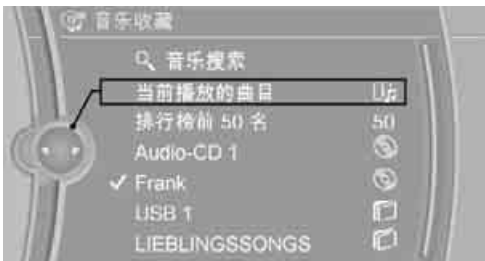 音乐收藏
音乐搜索
当前播放的曲目
排行榜前 50 名 50
Audio-CD 1
Frank
USB 1
LIEBLINGSSONGS